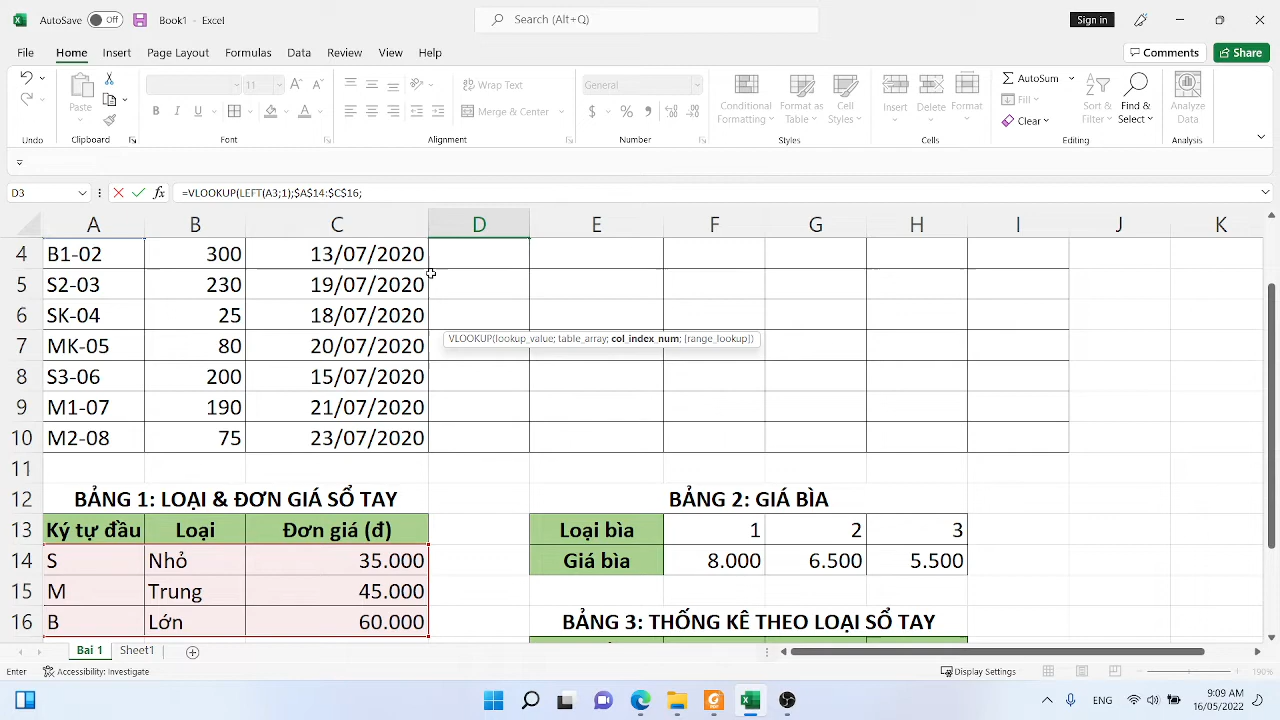 AutoSave Off Book1 - Excel Search (Alt+Q) Sign in
File Home Insert Page Layout Formulas Data Review View Help Comments Share
Paste 11 Wrap Text General Conditional Formatting Format as Table Cell Styles Insert Delete Format AutoSum Sort & Filter Find & Select Analyze Data
Merge & Center Fill
Clear
Undo Clipboard Font Alignment Number Styles Cells Editing Analysis
D3 =VLOOKUP(LEFT(A3;1);$A$14:$C$16;
A B C D E F G H I J K
4 B1-02 300 13/07/2020
5 S2-03 230 19/07/2020
6 SK-04 25 18/07/2020
7 MK-05 80 20/07/2020
VLOOKUP(lookup_value; table_array; col_index_num; [range_lookup])
8 S3-06 200 15/07/2020
9 M1-07 190 21/07/2020
10 M2-08 75 23/07/2020
11
12 BẢNG 1: LOẠI & ĐƠN GIÁ SỔ TAY BẢNG 2: GIÁ BÌA
13 Ký tự đầu Loại Đơn giá (đ) Loại bìa 1 2 3
14 S Nhỏ 35.000 Giá bìa 8.000 6.500 5.500
15 M Trung 45.000
16 B Lớn 60.000 BẢNG 3: THỐNG KÊ THEO LOẠI SỔ TAY
Bai 1 Sheet1
Enter Accessibility: Investigate Display Settings 190%
ENG 9:09 AM
16/05/2022